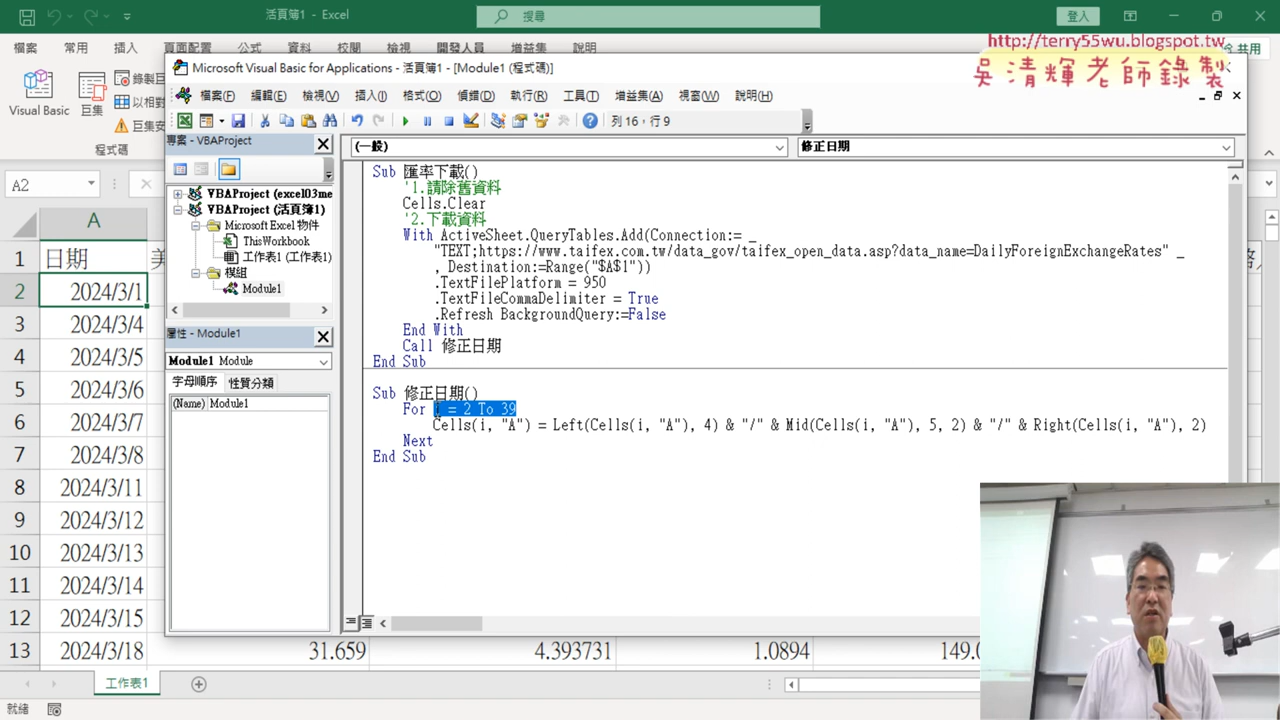 活頁簿1 - Excel
搜尋
登入
http://terry55wu.blogspot.tw
吳清輝老師錄製
檔案 常用 插入 頁面配置 公式 資料 校閱 檢視 開發人員 增益集 說明
共用
Visual Basic
巨集
錄製巨
以相對
巨集安
程式碼
Microsoft Visual Basic for Applications - 活頁簿1 - [Module1 (程式碼)]
檔案(F) 編輯(E) 檢視(V) 插入(I) 格式(O) 偵錯(D) 執行(R) 工具(T) 增益集(A) 視窗(W) 說明(H)
列 16，行 9
專案 - VBAProject
VBAProject (excel03me
VBAProject (活頁簿1)
Microsoft Excel 物件
ThisWorkbook
工作表1 (工作表1)
模組
Module1
屬性 - Module1
Module1 Module
字母順序 性質分類
(Name) Module1
(一般)
修正日期
Sub 匯率下載()
'1.請除舊資料
Cells.Clear
'2.下載資料
With ActiveSheet.QueryTables.Add(Connection:= _
"TEXT;https://www.taifex.com.tw/data_gov/taifex_open_data.asp?data_name=DailyForeignExchangeRates" _
, Destination:=Range("$A$1"))
.TextFilePlatform = 950
.TextFileCommaDelimiter = True
.Refresh BackgroundQuery:=False
End With
Call 修正日期
End Sub
Sub 修正日期()
For i = 2 To 39
Cells(i, "A") = Left(Cells(i, "A"), 4) & "/" & Mid(Cells(i, "A"), 5, 2) & "/" & Right(Cells(i, "A"), 2)
Next
End Sub
A2
A
1 日期 美
2 2024/3/1
3 2024/3/4
4 2024/3/5
5 2024/3/6
6 2024/3/7
7 2024/3/8
8 2024/3/11
9 2024/3/12
10 2024/3/13
11 2024/3/14
12 2024/3/15
13 2024/3/18 31.659 4.393731 1.0894 149.0
工作表1
就緒